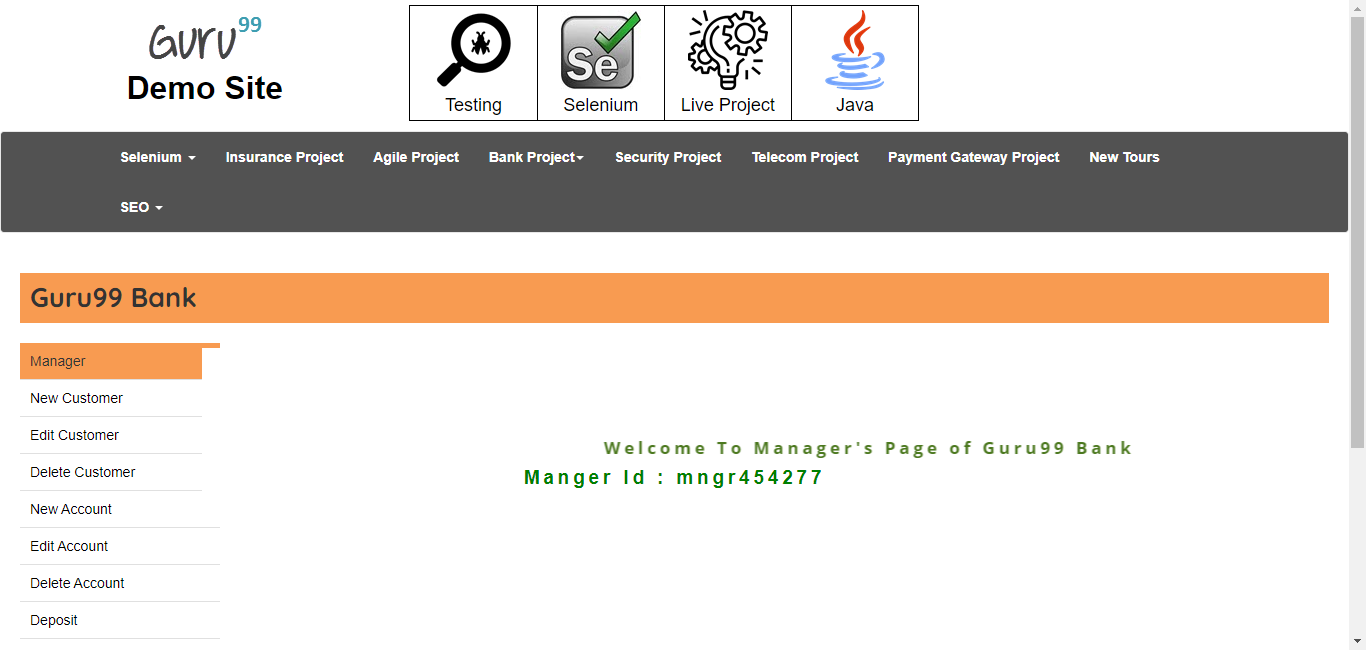 Guru99
Demo Site
Testing
Se
Selenium
Live Project
Java
Selenium
Insurance Project
Agile Project
Bank Project
Security Project
Telecom Project
Payment Gateway Project
New Tours
SEO
Guru99 Bank
Manager
New Customer
Edit Customer
Delete Customer
New Account
Edit Account
Delete Account
Deposit
Welcome To Manager's Page of Guru99 Bank
Manger Id : mngr454277